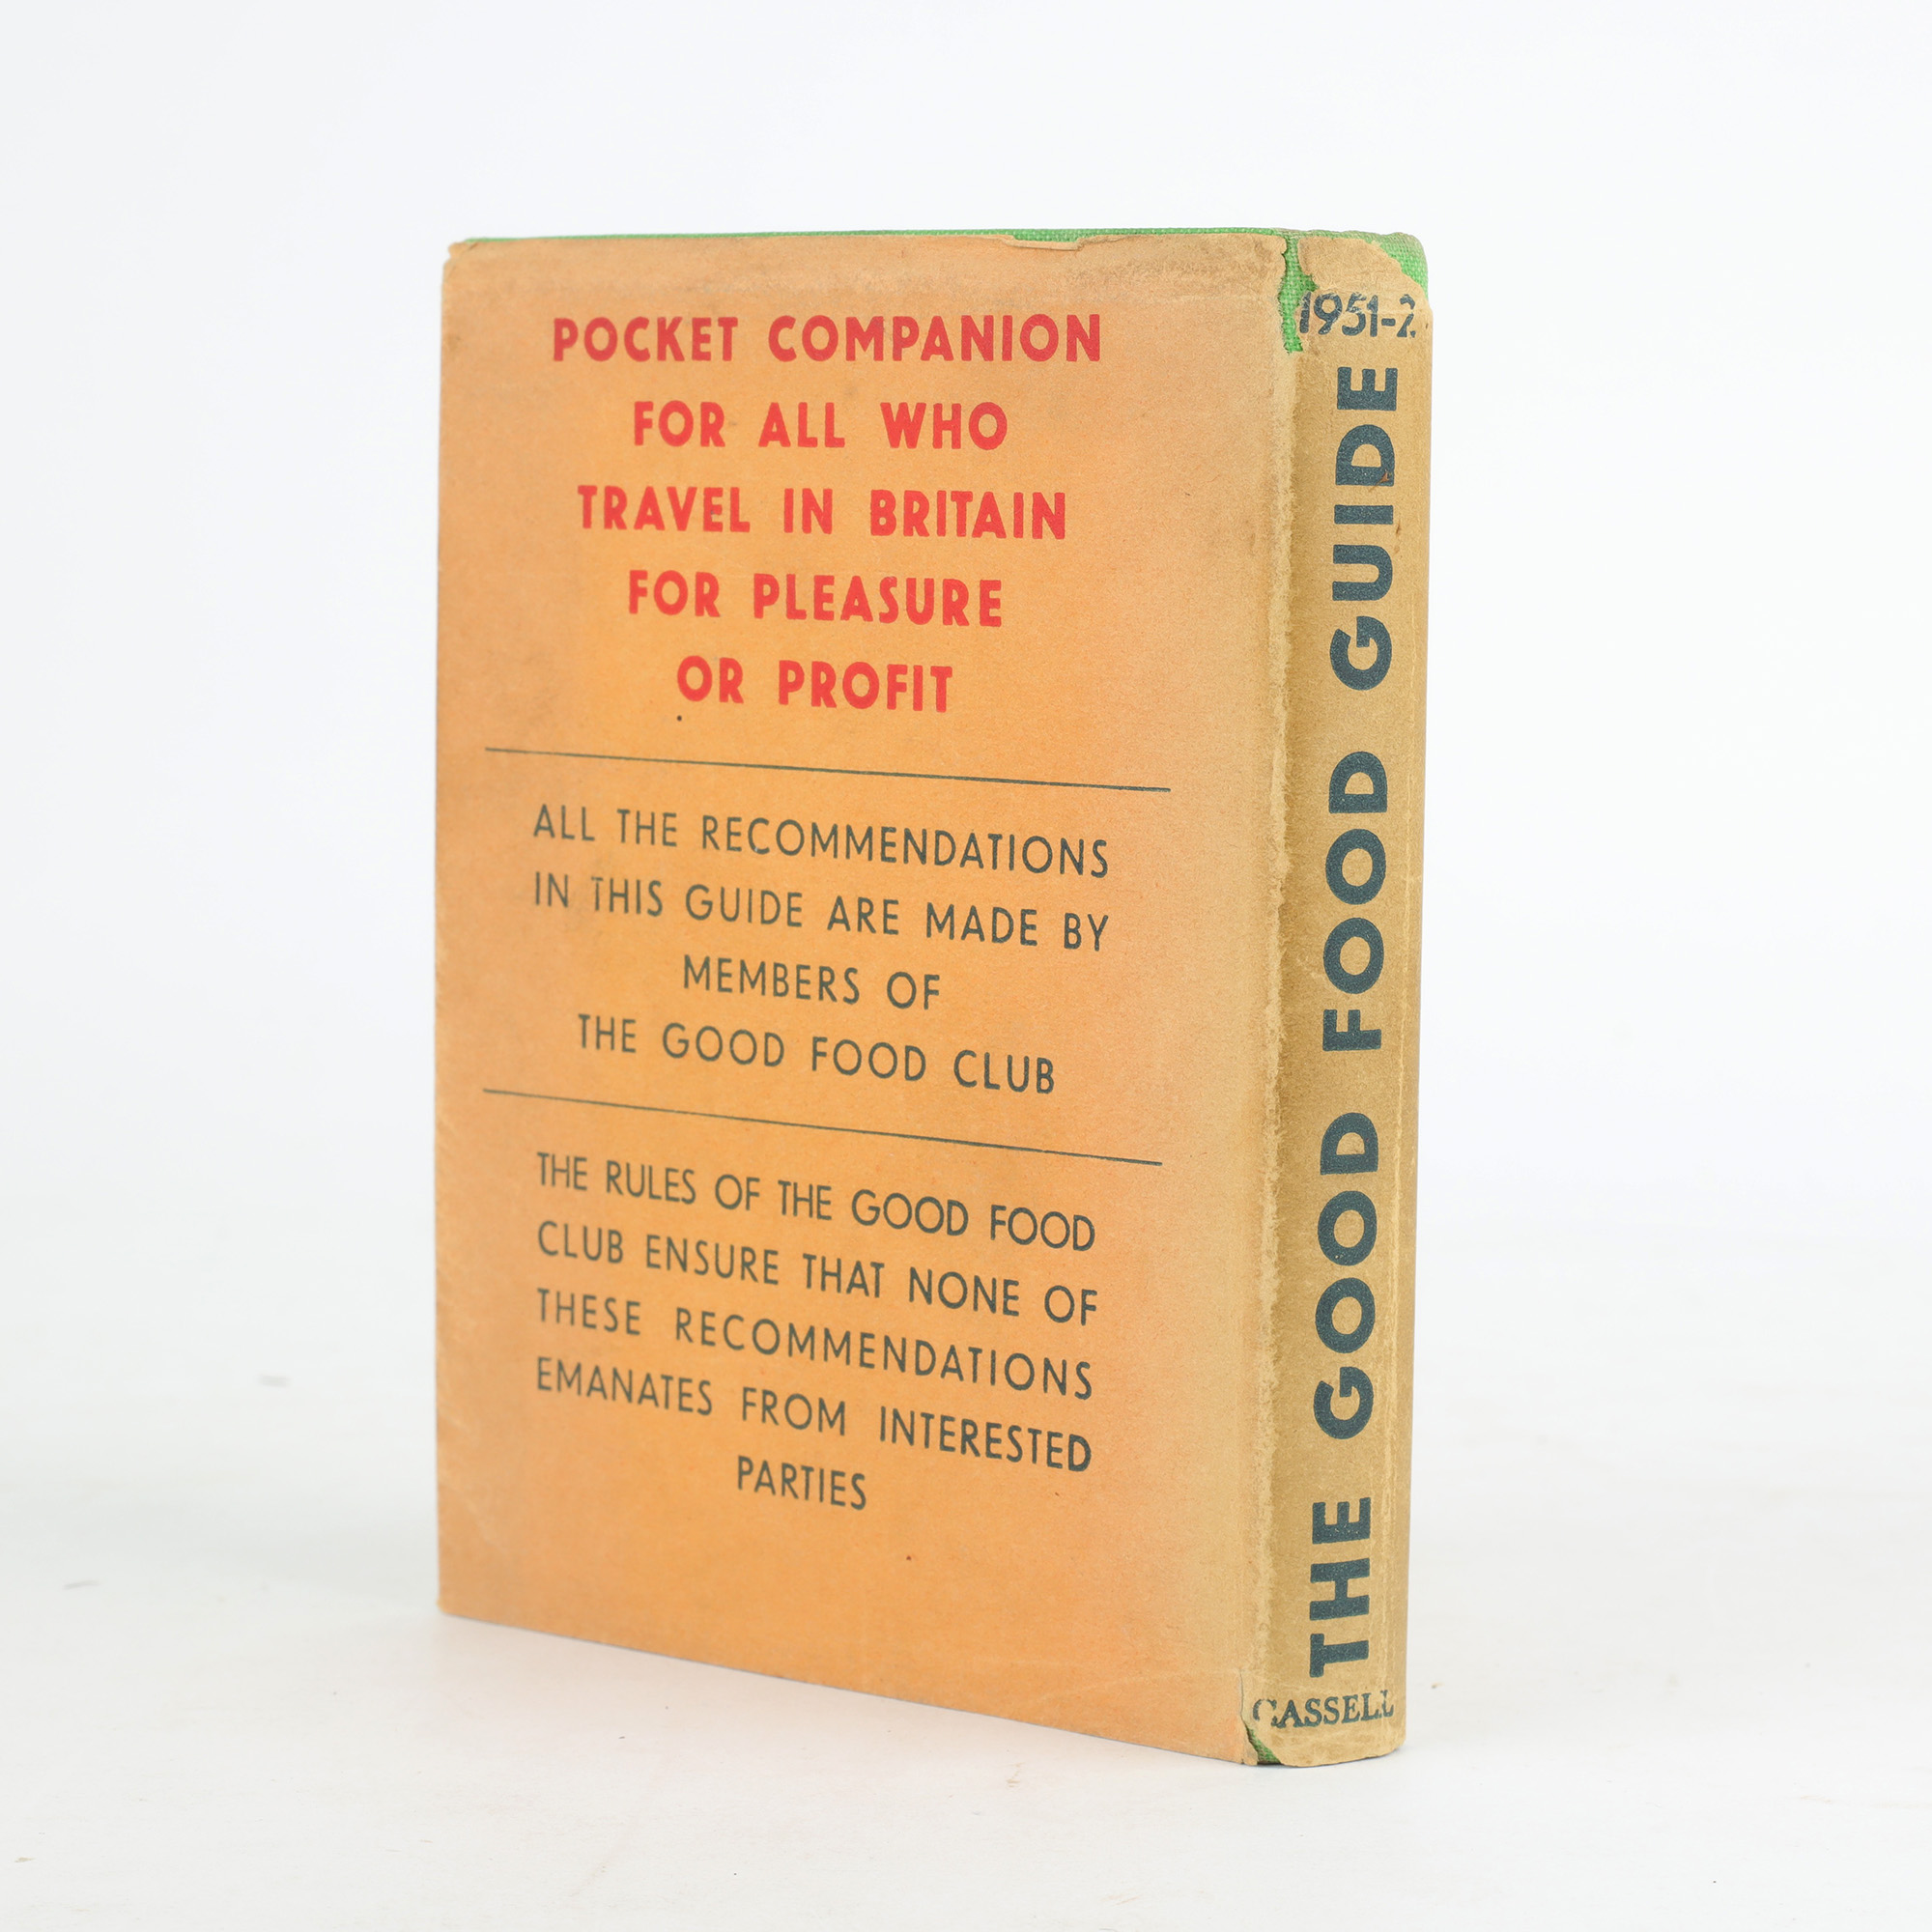 POCKET COMPANION
FOR ALL WHO
TRAVEL IN BRITAIN
FOR PLEASURE
OR PROFIT
ALL THE RECOMMENDATIONS
IN THIS GUIDE ARE MADE BY
MEMBERS OF
THE GOOD FOOD CLUB
THE RULES OF THE GOOD FOOD
CLUB ENSURE THAT NONE OF
THESE RECOMMENDATIONS
EMANATES FROM INTERESTED
PARTIES
1951-2
THE GOOD FOOD GUIDE
CASSELL